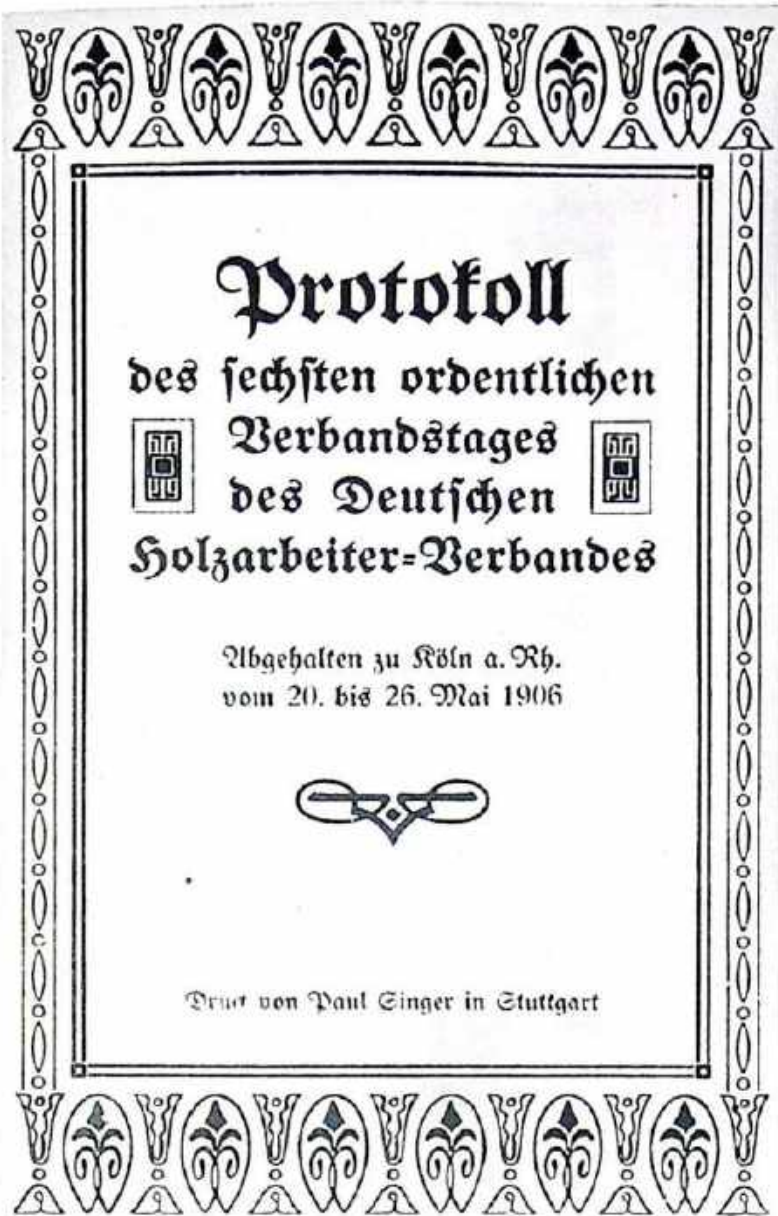 Protokoll
des sechsten ordentlichen
Verbandstages
des Deutschen
Holzarbeiter=Verbandes
Abgehalten zu Köln a. Rh.
vom 20. bis 26. Mai 1906
Druck von Paul Singer in Stuttgart